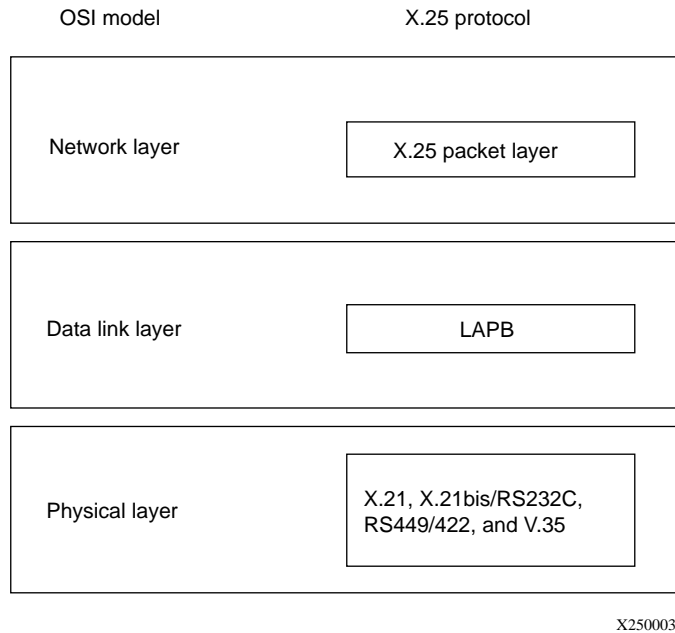 OSI model X.25 protocol
Network layer X.25 packet layer
Data link layer LAPB
Physical layer
X.21, X.21bis/RS232C,
RS449/422, and V.35
X250003